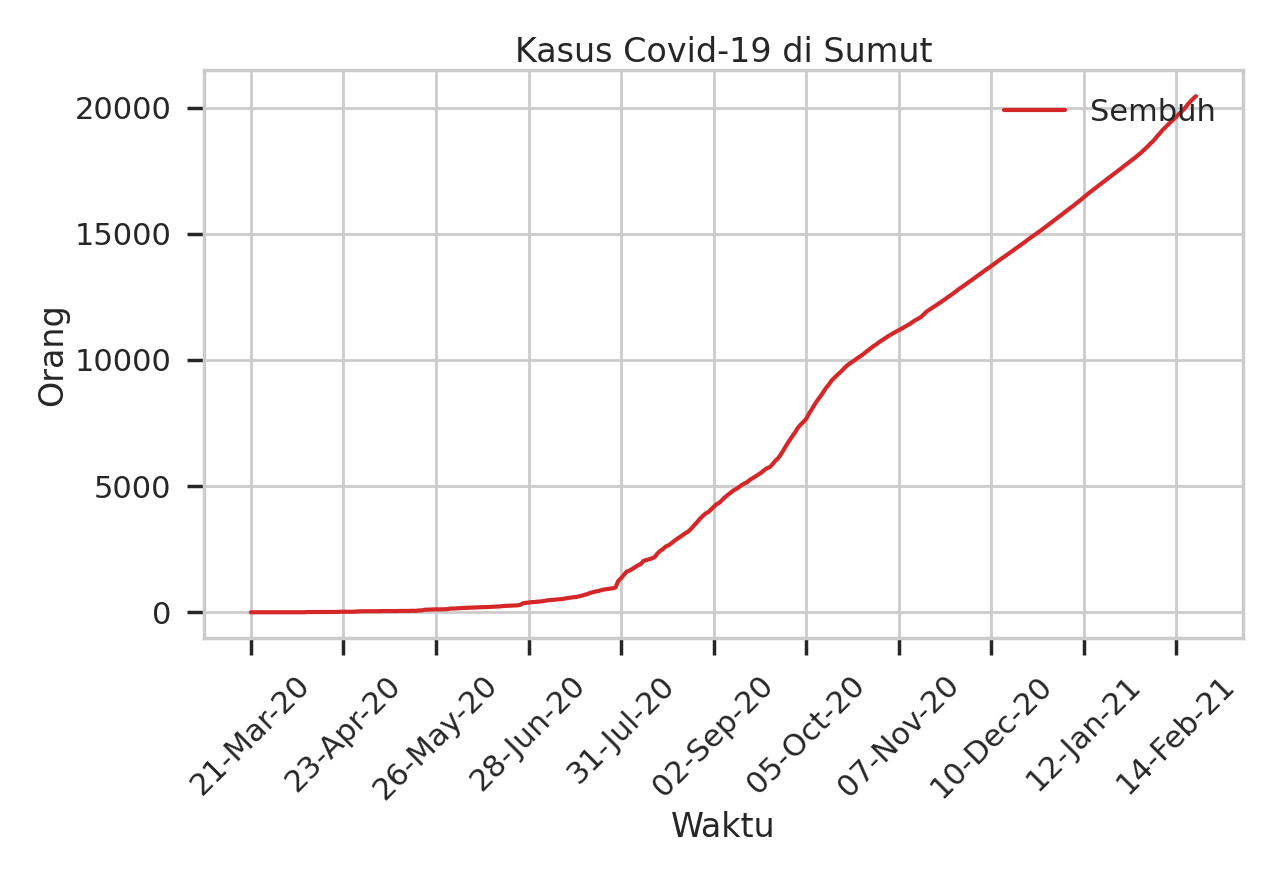 Kasus Covid-19 di Sumut
Sembuh
Orang
20000
15000
10000
5000
0
21-Mar-20
23-Apr-20
26-May-20
28-Jun-20
31-Jul-20
02-Sep-20
05-Oct-20
07-Nov-20
10-Dec-20
12-Jan-21
14-Feb-21
Waktu